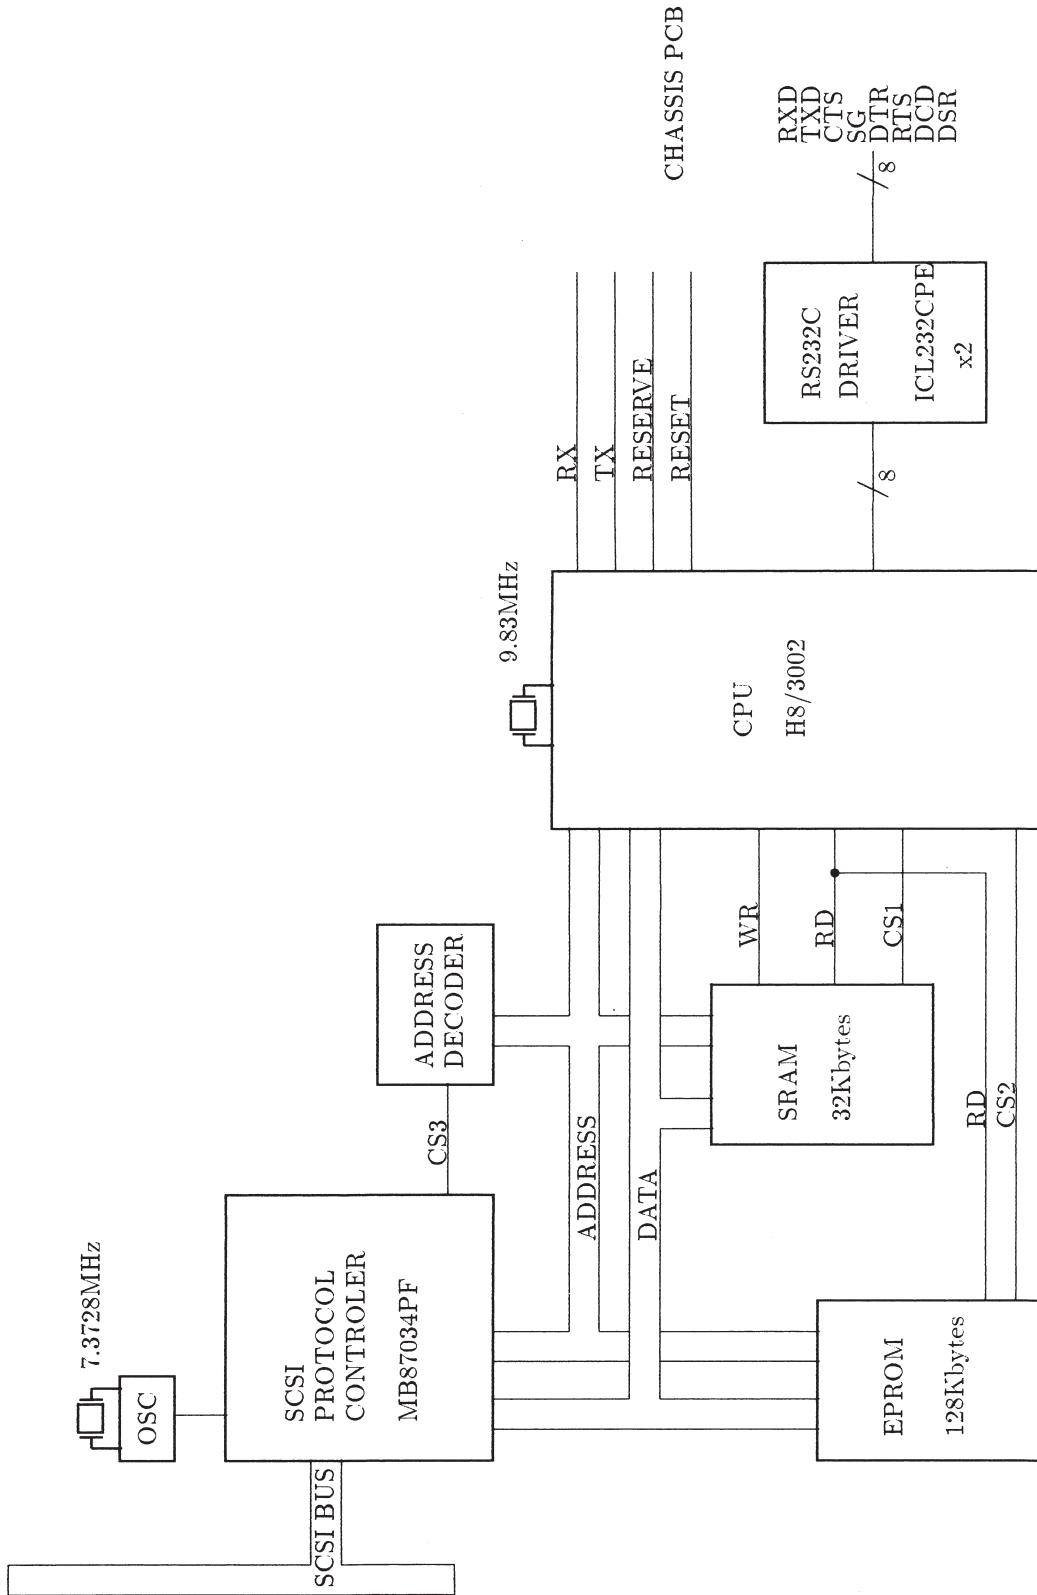 7.3728MHz
OSC
SCSI BUS
SCSI
PROTOCOL
CONTROLER
MB87034PF
CS3
ADDRESS
DECODER
ADDRESS
DATA
SRAM
32Kbytes
EPROM
128Kbytes
WR
RD
CS1
RD
CS2
9.83MHz
CPU
H8/3002
RX
TX
RESERVE
RESET
CHASSIS PCB
8
RS232C
DRIVER
ICL232CPE
x2
8
RXD
TXD
CTS
SG
DTR
RTS
DCD
DSR